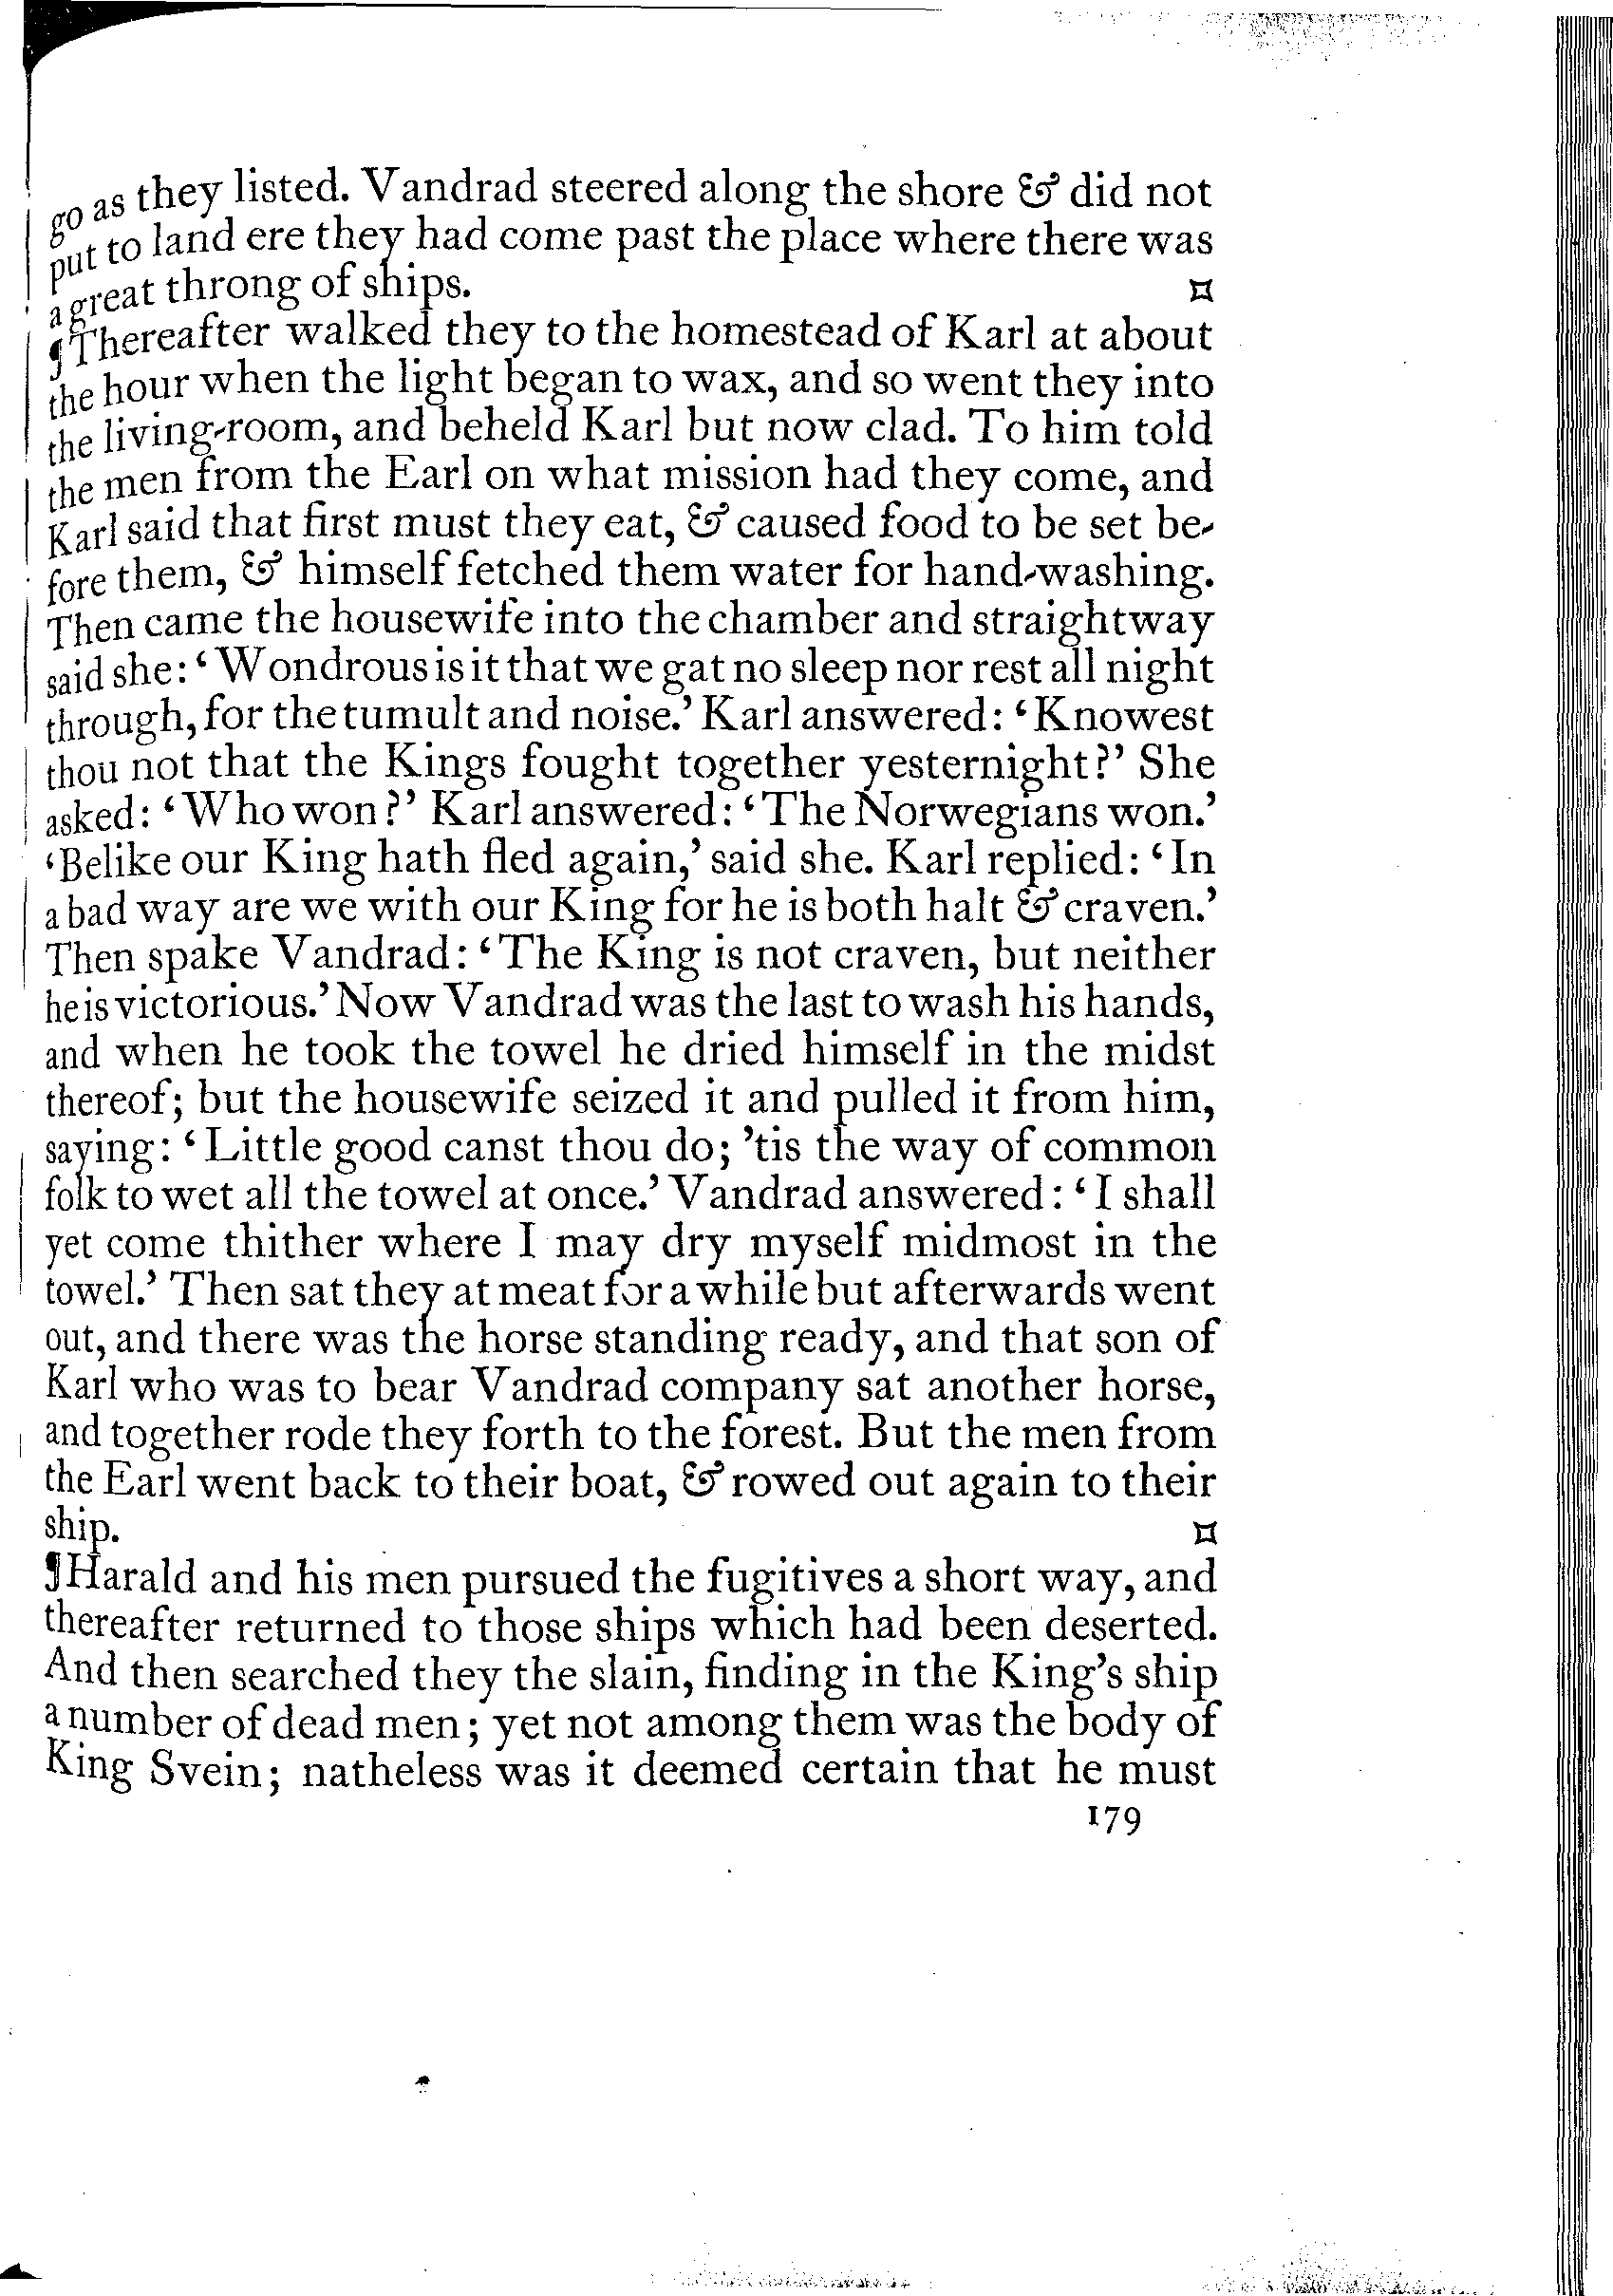 go as they listed. Vandrad steered along the shore & did not
put to land ere they had come past the place where there was
a great throng of ships. ¤
¶Thereafter walked they to the homestead of Karl at about
the hour when the light began to wax, and so went they into
the living-room, and beheld Karl but now clad. To him told
the men from the Earl on what mission had they come, and
Karl said that first must they eat, & caused food to be set be-
fore them, & himself fetched them water for hand-washing.
Then came the housewife into the chamber and straightway
said she: ‘Wondrous is it that we gat no sleep nor rest all night
through, for the tumult and noise.’ Karl answered: ‘Knowest
thou not that the Kings fought together yesternight?’ She
asked: ‘Who won?’ Karl answered: ‘The Norwegians won.’
‘Belike our King hath fled again,’ said she. Karl replied: ‘In
a bad way are we with our King for he is both halt & craven.’
Then spake Vandrad: ‘The King is not craven, but neither
he is victorious.’ Now Vandrad was the last to wash his hands,
and when he took the towel he dried himself in the midst
thereof; but the housewife seized it and pulled it from him,
saying: ‘Little good canst thou do; ’tis the way of common
folk to wet all the towel at once.’ Vandrad answered: ‘I shall
yet come thither where I may dry myself midmost in the
towel.’ Then sat they at meat for a while but afterwards went
out, and there was the horse standing ready, and that son of
Karl who was to bear Vandrad company sat another horse,
and together rode they forth to the forest. But the men from
the Earl went back to their boat, & rowed out again to their
ship. ¤
¶Harald and his men pursued the fugitives a short way, and
thereafter returned to those ships which had been deserted.
And then searched they the slain, finding in the King’s ship
a number of dead men; yet not among them was the body of
King Svein; natheless was it deemed certain that he must
179